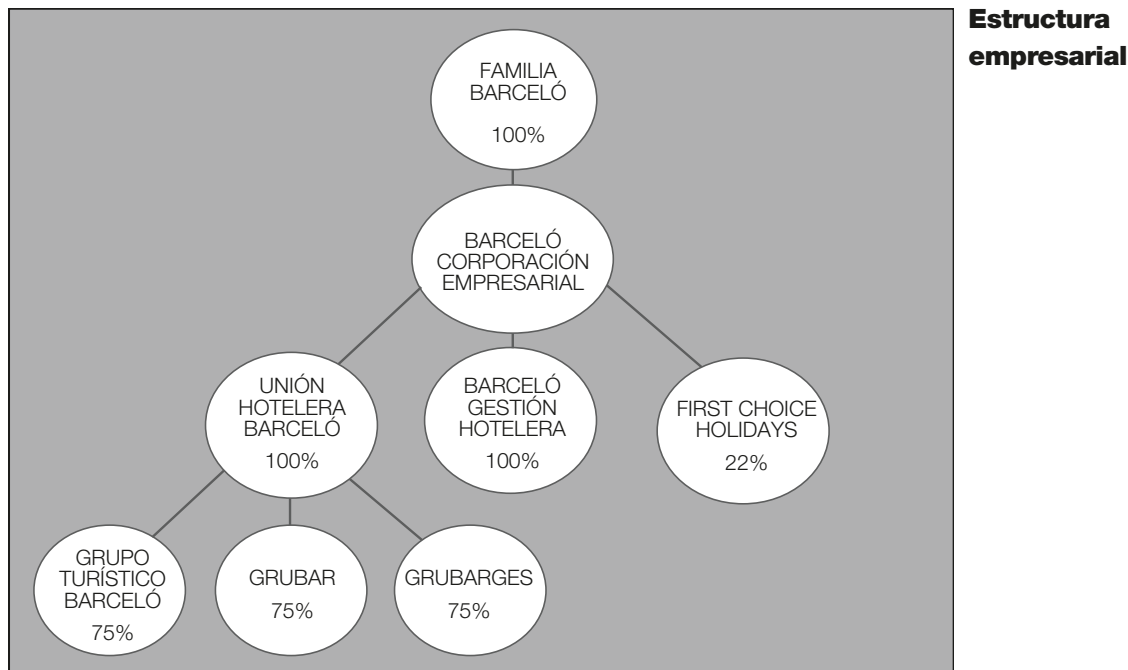 Estructura
empresarial
FAMILIA
BARCELÓ
100%
BARCELÓ
CORPORACIÓN
EMPRESARIAL
UNIÓN
HOTELERA
BARCELÓ
100%
BARCELÓ
GESTIÓN
HOTELERA
100%
FIRST CHOICE
HOLIDAYS
22%
GRUPO
TURÍSTICO
BARCELÓ
75%
GRUBAR
75%
GRUBARGES
75%